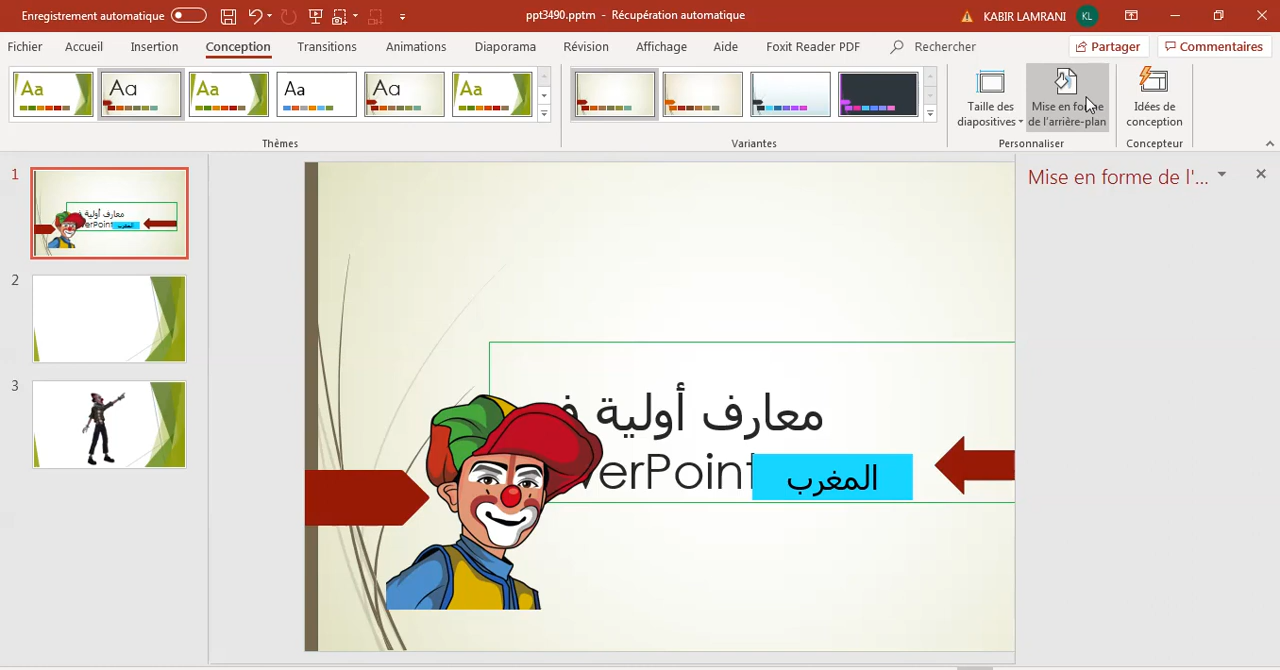 Enregistrement automatique
ppt3490.pptm - Récupération automatique
KABIR LAMRANI
KL
Fichier
Accueil
Insertion
Conception
Transitions
Animations
Diaporama
Révision
Affichage
Aide
Foxit Reader PDF
Rechercher
Partager
Commentaires
Aa
Aa
Aa
Aa
Aa
Aa
Taille des
diapositives
Mise en forme
de l'arrière-plan
Idées de
conception
Thèmes
Variantes
Personnaliser
Concepteur
1
معارف أولية
المغرب
2
3
معارف أولية
PowerPoint
المغرب
Mise en forme de l'...